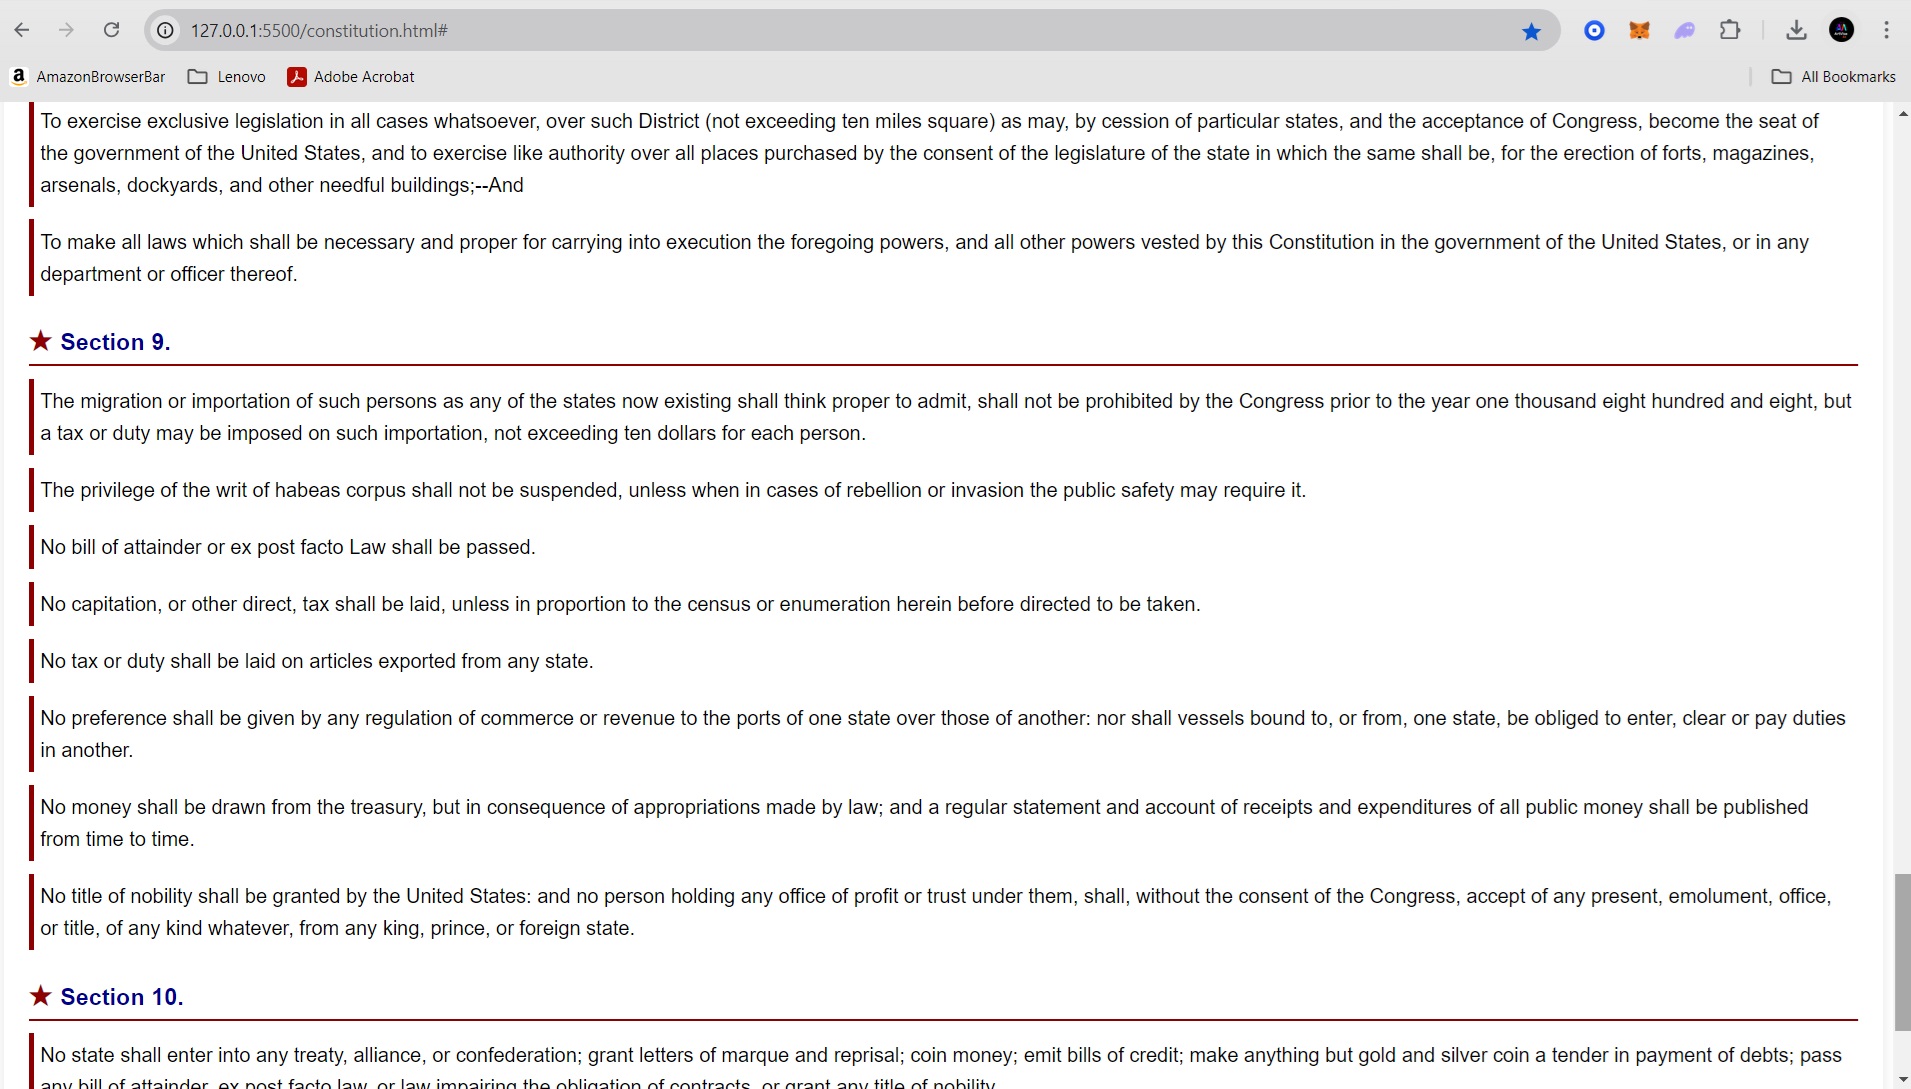 127.0.0.1:5500/constitution.html#
AmazonBrowserBar Lenovo Adobe Acrobat All Bookmarks
To exercise exclusive legislation in all cases whatsoever, over such District (not exceeding ten miles square) as may, by cession of particular states, and the acceptance of Congress, become the seat of
the government of the United States, and to exercise like authority over all places purchased by the consent of the legislature of the state in which the same shall be, for the erection of forts, magazines,
arsenals, dockyards, and other needful buildings;--And
To make all laws which shall be necessary and proper for carrying into execution the foregoing powers, and all other powers vested by this Constitution in the government of the United States, or in any
department or officer thereof.
★ Section 9.
The migration or importation of such persons as any of the states now existing shall think proper to admit, shall not be prohibited by the Congress prior to the year one thousand eight hundred and eight, but
a tax or duty may be imposed on such importation, not exceeding ten dollars for each person.
The privilege of the writ of habeas corpus shall not be suspended, unless when in cases of rebellion or invasion the public safety may require it.
No bill of attainder or ex post facto Law shall be passed.
No capitation, or other direct, tax shall be laid, unless in proportion to the census or enumeration herein before directed to be taken.
No tax or duty shall be laid on articles exported from any state.
No preference shall be given by any regulation of commerce or revenue to the ports of one state over those of another: nor shall vessels bound to, or from, one state, be obliged to enter, clear or pay duties
in another.
No money shall be drawn from the treasury, but in consequence of appropriations made by law; and a regular statement and account of receipts and expenditures of all public money shall be published
from time to time.
No title of nobility shall be granted by the United States: and no person holding any office of profit or trust under them, shall, without the consent of the Congress, accept of any present, emolument, office,
or title, of any kind whatever, from any king, prince, or foreign state.
★ Section 10.
No state shall enter into any treaty, alliance, or confederation; grant letters of marque and reprisal; coin money; emit bills of credit; make anything but gold and silver coin a tender in payment of debts; pass
any bill of attainder, ex post facto law, or law impairing the obligation of contracts, or grant any title of nobility.